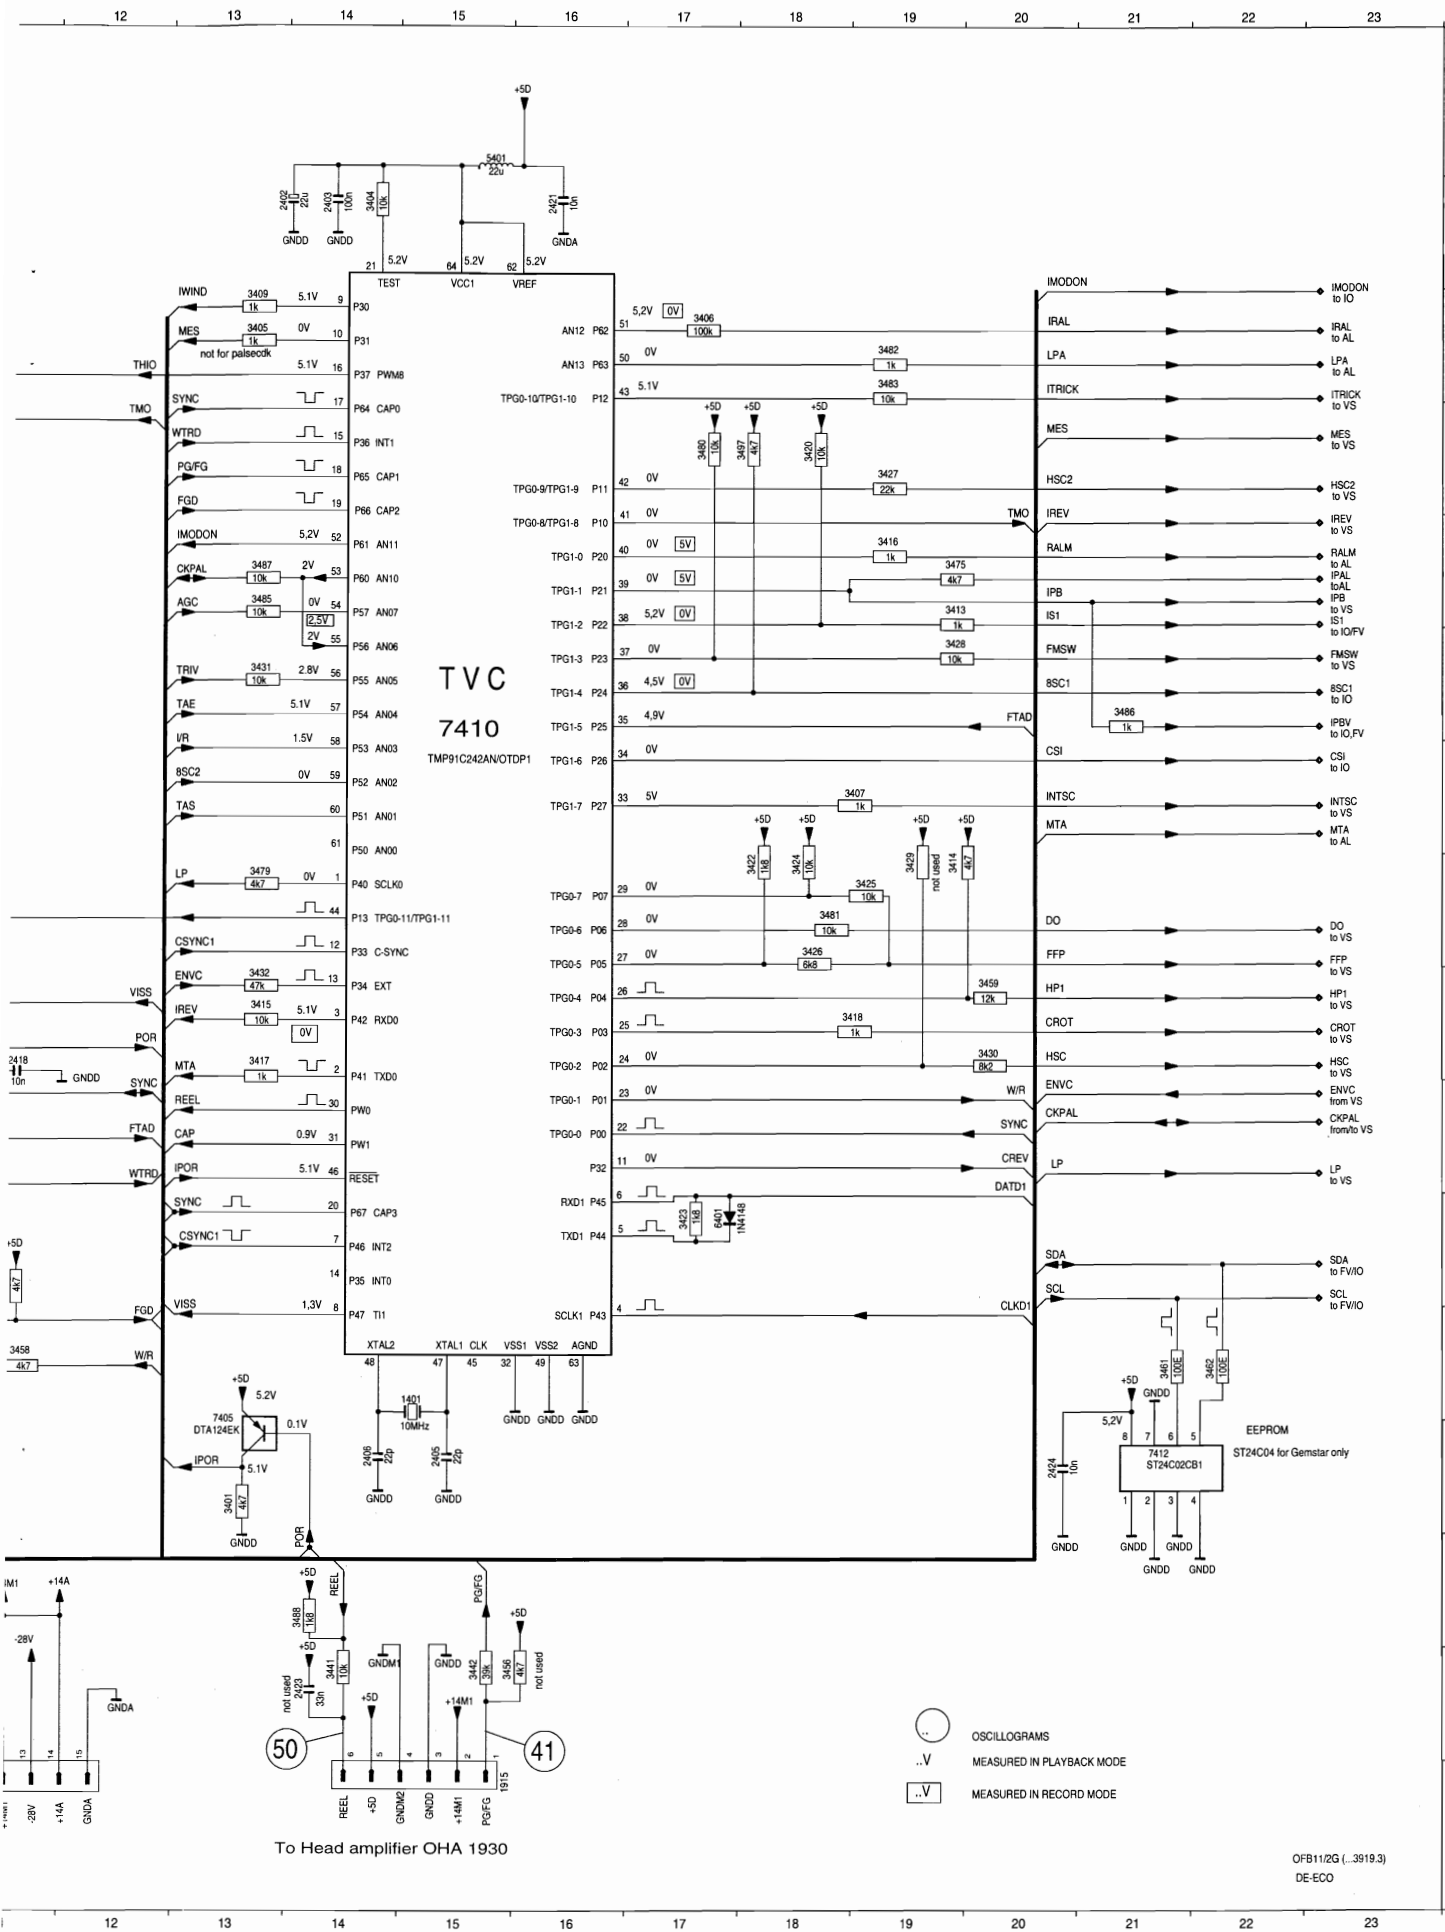 12 13 14 15 16 17 18 19 20 21 22 23
+5D
5401
22u
2402
22u
2403
100n
3404
10k
2421
10n
GNDD
GNDD
GNDA
21 5.2V
64 5.2V
62 5.2V
TEST
VCC1
VREF
IWIND 3409 1k 5.1V 9 P30
MES 3405 1k 0V 10 P31
not for palsecdk
THIO 5.1V 16 P37 PWM8
TMO
SYNC 17 P64 CAP0
WTRD 15 P36 INT1
PG/FG 18 P65 CAP1
FGD 19 P66 CAP2
IMODON 5,2V 52 P61 AN11
CKPAL 3487 10k 2V 53 P60 AN10
AGC 3485 10k 0V 54 P57 AN07
2,5V
2V 55 P56 AN06
TRIV 3431 10k 2.8V 56 P55 AN05
TAE 5.1V 57 P54 AN04
I/R 1.5V 58 P53 AN03
8SC2 0V 59 P52 AN02
TAS 60 P51 AN01
61 P50 AN00
LP 3479 4k7 0V 1 P40 SCLK0
44 P13 TPG0-11/TPG1-11
CSYNC1 12 P33 C-SYNC
ENVC 3432 47k 13 P34 EXT
VISS
IREV 3415 10k 5.1V 3 P42 RXD0
0V
POR
2418
10n
GNDD
MTA 3417 1k 2 P41 TXD0
SYNC
REEL 30 PW0
FTAD
CAP 0.9V 31 PW1
WTRD
IPOR 5.1V 46 RESET
SYNC 20 P67 CAP3
CSYNC1 7 P46 INT2
14 P35 INT0
+5D
4k7
FGD
VISS 1,3V 8 P47 TI1
3458
4k7
W/R
TVC
7410
TMP91C242AN/OTDP1
AN12 P62 51 5,2V 0V 3406 100k
AN13 P63 50 0V 3482 1k
TPG0-10/TPG1-10 P12 43 5.1V 3483 10k
+5D +5D +5D
3480 10k
3497 4k7
3420 10k
TPG0-9/TPG1-9 P11 42 0V 3427 22k
TPG0-8/TPG1-8 P10 41 0V TMO
TPG1-0 P20 40 0V 5V 3416 1k
TPG1-1 P21 39 0V 5V 3475 4k7
TPG1-2 P22 38 5,2V 0V 3413 1k
TPG1-3 P23 37 0V 3428 10k
TPG1-4 P24 36 4,5V 0V
TPG1-5 P25 35 4,9V FTAD
TPG1-6 P26 34 0V
TPG1-7 P27 33 5V 3407 1k
+5D +5D +5D +5D
3422 1k8
3424 10k
3429 not used
3414 4k7
TPG0-7 P07 29 0V 3425 10k
TPG0-6 P06 28 0V 3481 10k
TPG0-5 P05 27 0V 3426 6k8
TPG0-4 P04 26 3459 12k
TPG0-3 P03 25 3418 1k
TPG0-2 P02 24 0V 3430 8k2
TPG0-1 P01 23 0V W/R
TPG0-0 P00 22 SYNC
P32 11 0V CREV
RXD1 P45 6 DATD1
3423 1k8
6401 1N4148
TXD1 P44 5
SCLK1 P43 4 CLKD1
IMODON IMODON
to IO
IRAL IRAL
to AL
LPA LPA
to AL
ITRICK ITRICK
to VS
MES MES
to VS
HSC2 HSC2
to VS
IREV IREV
to VS
RALM RALM
to AL
IPAL
toAL
IPB IPB
to VS
IS1 IS1
to IO/FV
FMSW FMSW
to VS
8SC1 8SC1
to IO
3486
1k
IPBV
to IO,FV
CSI CSI
to IO
INTSC INTSC
to VS
MTA MTA
to AL
DO DO
to VS
FFP FFP
to VS
HP1 HP1
to VS
CROT CROT
to VS
HSC HSC
to VS
ENVC ENVC
from VS
CKPAL CKPAL
from/to VS
LP LP
to VS
SDA SDA
to FV/IO
SCL SCL
to FV/IO
XTAL2 XTAL1 CLK VSS1 VSS2 AGND
48 47 45 32 49 63
1401
10MHz
GNDD GNDD GNDD
2406 22p
2405 22p
GNDD GNDD
+5D
5.2V
7405
DTA124EK
0.1V
IPOR
5.1V
3401 4k7
GNDD
POR
3461 100E
3462 100E
+5D
GNDD
5,2V
8 7 6 5
7412
ST24C02CB1
EEPROM
ST24C04 for Gemstar only
2424 10n
1 2 3 4
GNDD GNDD GNDD
GNDD GNDD
+14A
-28V
GNDA
13 14 15
-28V
+14A
GNDA
+5D
3488 1k8
REEL
+5D
not used
2423 33n
3441 10k
GNDM1
GNDD
+5D
+14M1
PG/FG
3442 39k
+5D
3456 4k7
not used
50
41
6 5 4 3 2 1
1915
REEL
+5D
GNDM2
GNDD
+14M1
PG/FG
To Head amplifier OHA 1930
.. OSCILLOGRAMS
..V MEASURED IN PLAYBACK MODE
..V MEASURED IN RECORD MODE
OFB11/2G (...3919.3)
DE-ECO
12 13 14 15 16 17 18 19 20 21 22 23